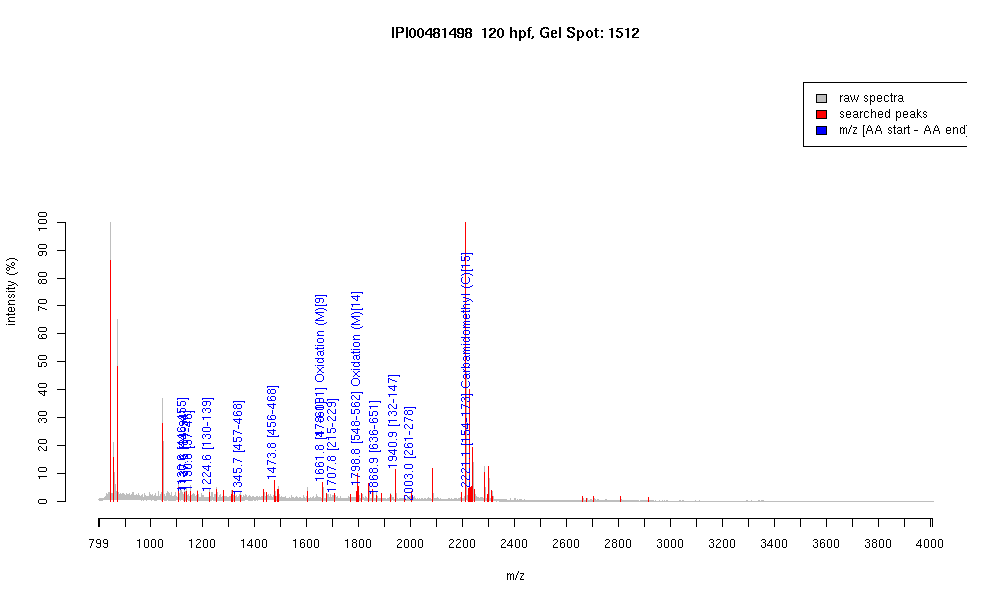 IPI00481498 120 hpf, Gel Spot: 1512
raw spectra
searched peaks
m/z [AA start - AA end]
intensity (%)
100
90
80
70
60
50
40
30
20
10
0
1224.6 [130-139]
1345.7 [457-468]
1473.8 [456-468]
Oxidation (M)[9]
1707.8 [215-229]
1798.8 [548-562] Oxidation (M)[14]
1868.9 [636-651]
1940.9 [132-147]
2003.0 [261-278]
2221.1 [154-173] Carbamidomethyl (C)[15]
799 1000 1200 1400 1600 1800 2000 2200 2400 2600 2800 3000 3200 3400 3600 3800 4000
m/z